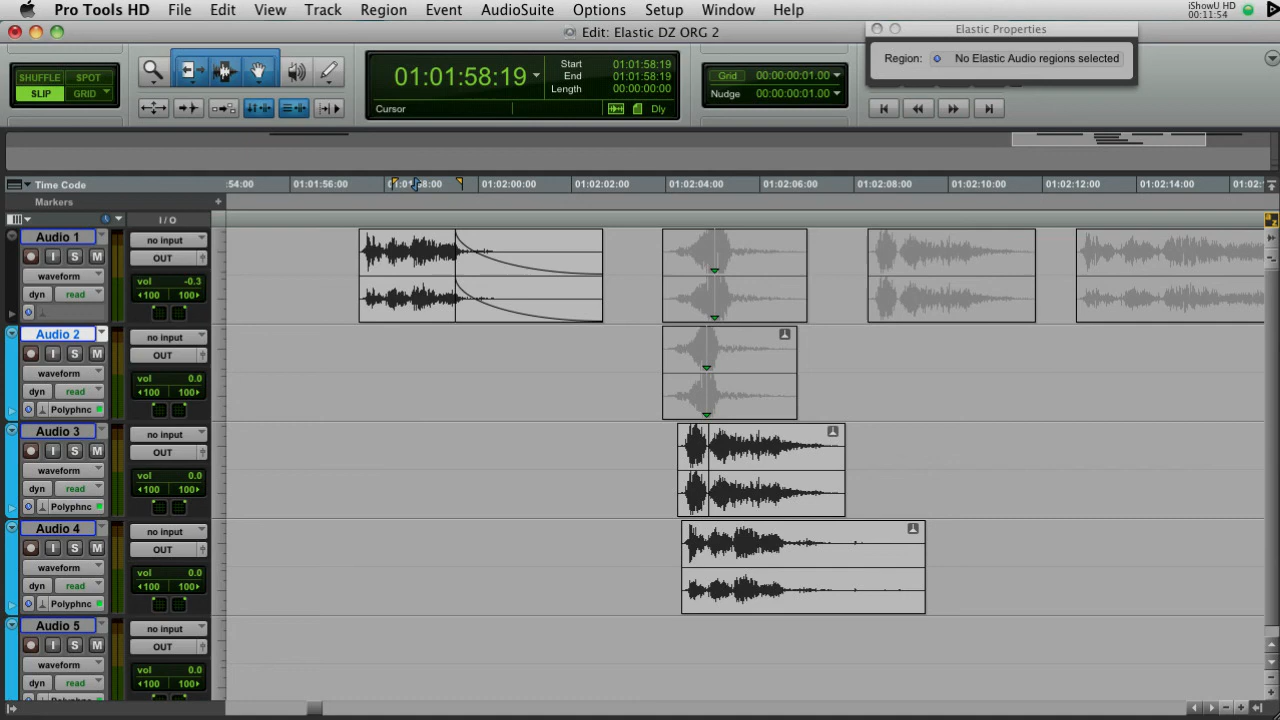 Pro Tools HD File Edit View Track Region Event AudioSuite Options Setup Window Help
iShowU HD
00:11:54
Edit: Elastic DZ ORG 2
Elastic Properties
Region: No Elastic Audio regions selected
SHUFFLE SPOT
SLIP GRID
01:01:58:19
Start 01:01:58:19
End 01:01:58:19
Length 00:00:00:00
Cursor
Dly
Grid 00:00:00:01.00
Nudge 00:00:00:01.00
Time Code
:54:00 01:01:56:00 01:01:58:00 01:02:00:00 01:02:02:00 01:02:04:00 01:02:06:00 01:02:08:00 01:02:10:00 01:02:12:00 01:02:14:00 01:02:
Markers
I / O
Audio 1
no input
I S M
OUT
waveform
vol -0.3
dyn read
100 100
Audio 2
no input
I S M
OUT
waveform
vol 0.0
dyn read
100 100
Polyphnc
Audio 3
no input
I S M
OUT
waveform
vol 0.0
dyn read
100 100
Polyphnc
Audio 4
no input
I S M
OUT
waveform
vol 0.0
dyn read
100 100
Polyphnc
Audio 5
no input
I S M
OUT
waveform
vol 0.0
dyn read
100 100